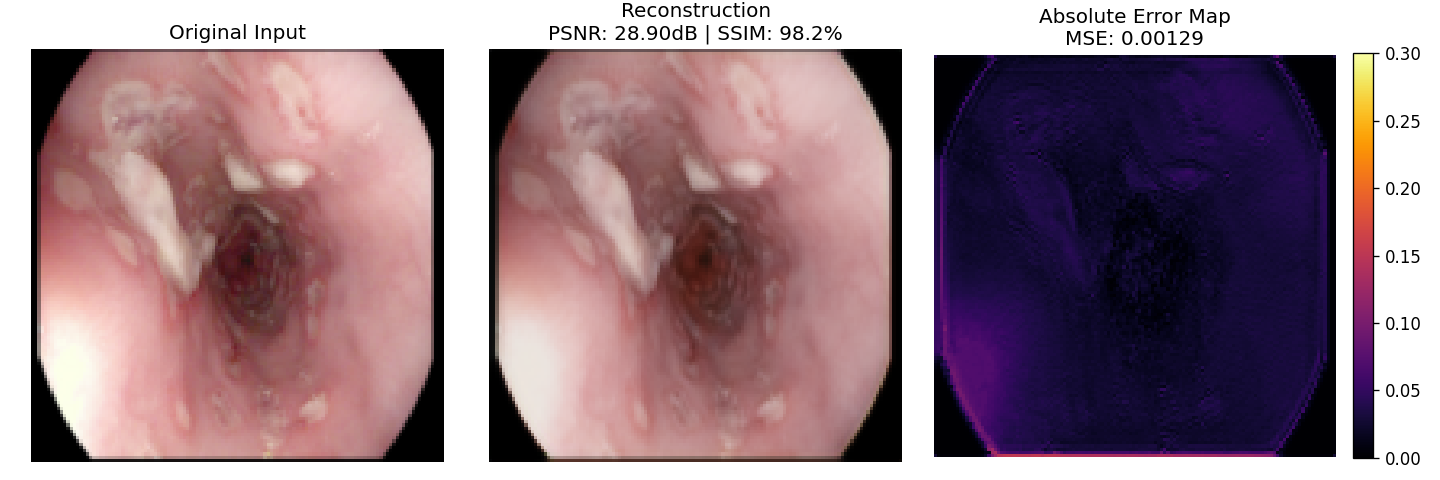 Original Input
Reconstruction
PSNR: 28.90dB | SSIM: 98.2%
Absolute Error Map
MSE: 0.00129
0.30
0.25
0.20
0.15
0.10
0.05
0.00